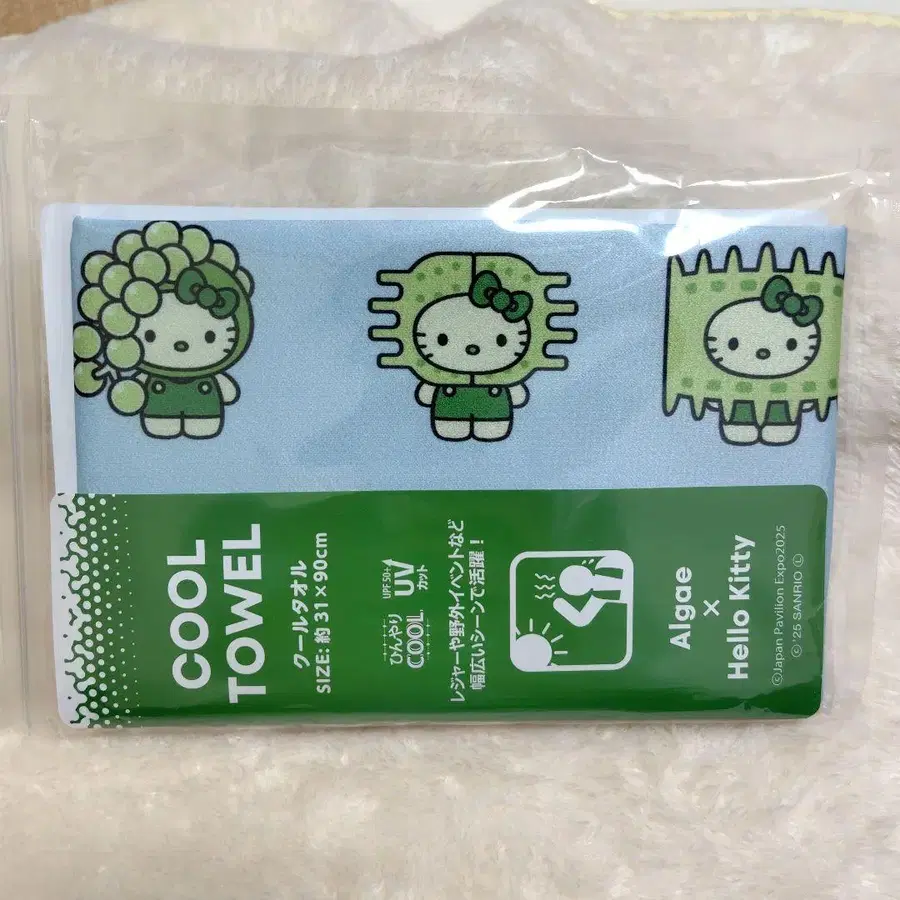 COOL
TOWEL
クールタオル
SIZE: 約 31×90cm
ひんやり
COOL
UPF 50+
UV
カット
レジャーや野外イベントなど
幅広いシーンで活躍！
Algae
×
Hello Kitty
©Japan Pavilion Expo2025
© '25 SANRIO Ⓛ